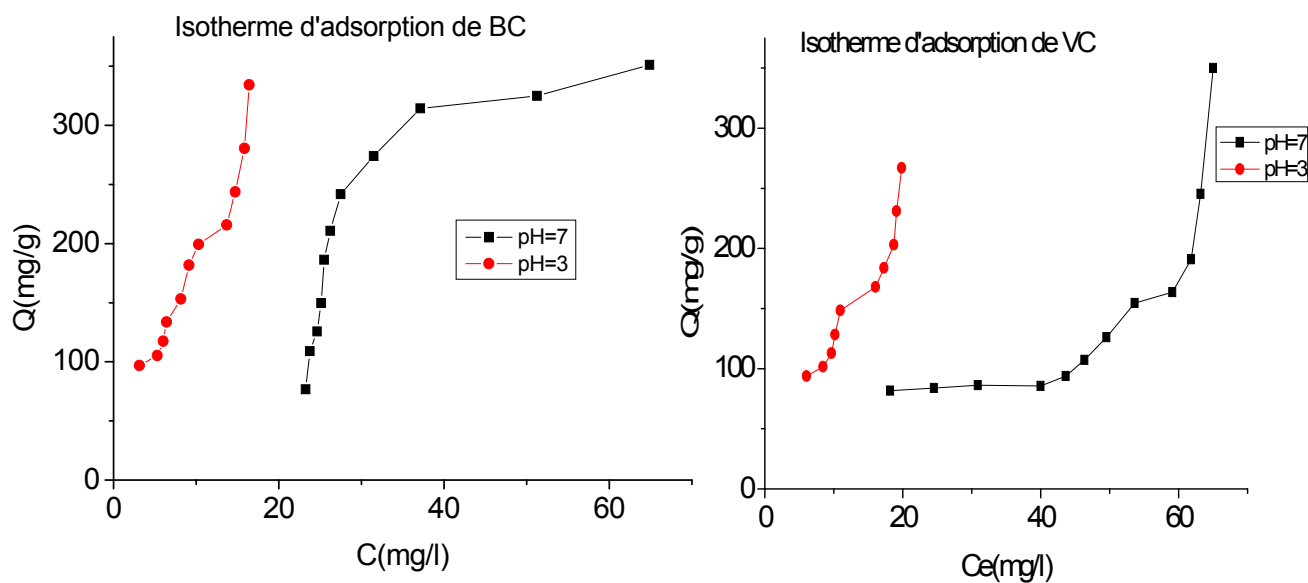 Isotherme d'adsorption de BC
300
200
100
0
0
20
40
60
Q(mg/g)
C(mg/l)
pH=7
pH=3
Isotherme d'adsorption de VC
300
200
100
0
0
20
40
60
Q(mg/g)
Ce(mg/l)
pH=7
pH=3